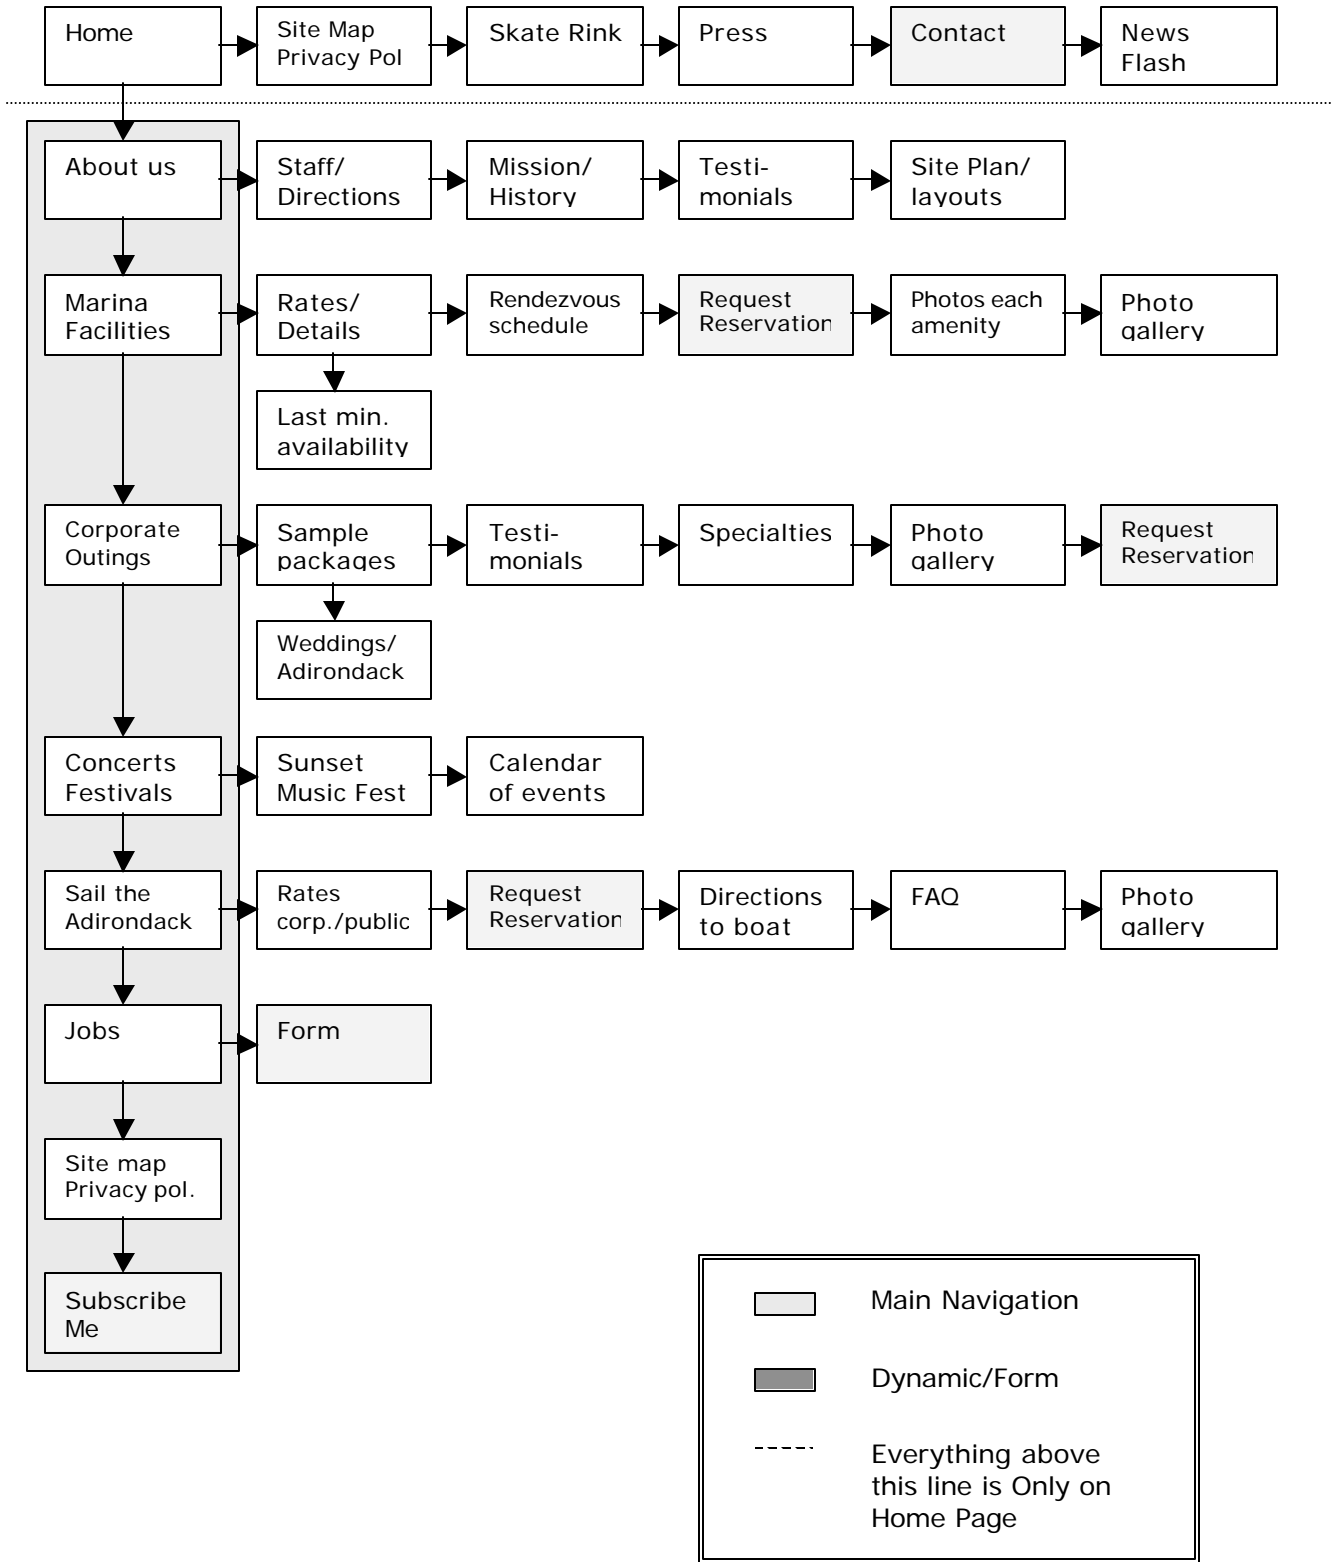 Home
Site Map
Privacy Pol
Skate Rink
Press
Contact
News
Flash
About us
Staff/
Directions
Mission/
History
Testi-
monials
Site Plan/
layouts
Marina
Facilities
Rates/
Details
Rendezvous
schedule
Request
Reservation
Photos each
amenity
Photo
gallery
Last min.
availability
Corporate
Outings
Sample
packages
Testi-
monials
Specialties
Photo
gallery
Request
Reservation
Weddings/
Adirondack
Concerts
Festivals
Sunset
Music Fest
Calendar
of events
Sail the
Adirondack
Rates
corp./public
Request
Reservation
Directions
to boat
FAQ
Photo
gallery
Jobs
Form
Site map
Privacy pol.
Subscribe
Me
Main Navigation
Dynamic/Form
Everything above
this line is Only on
Home Page